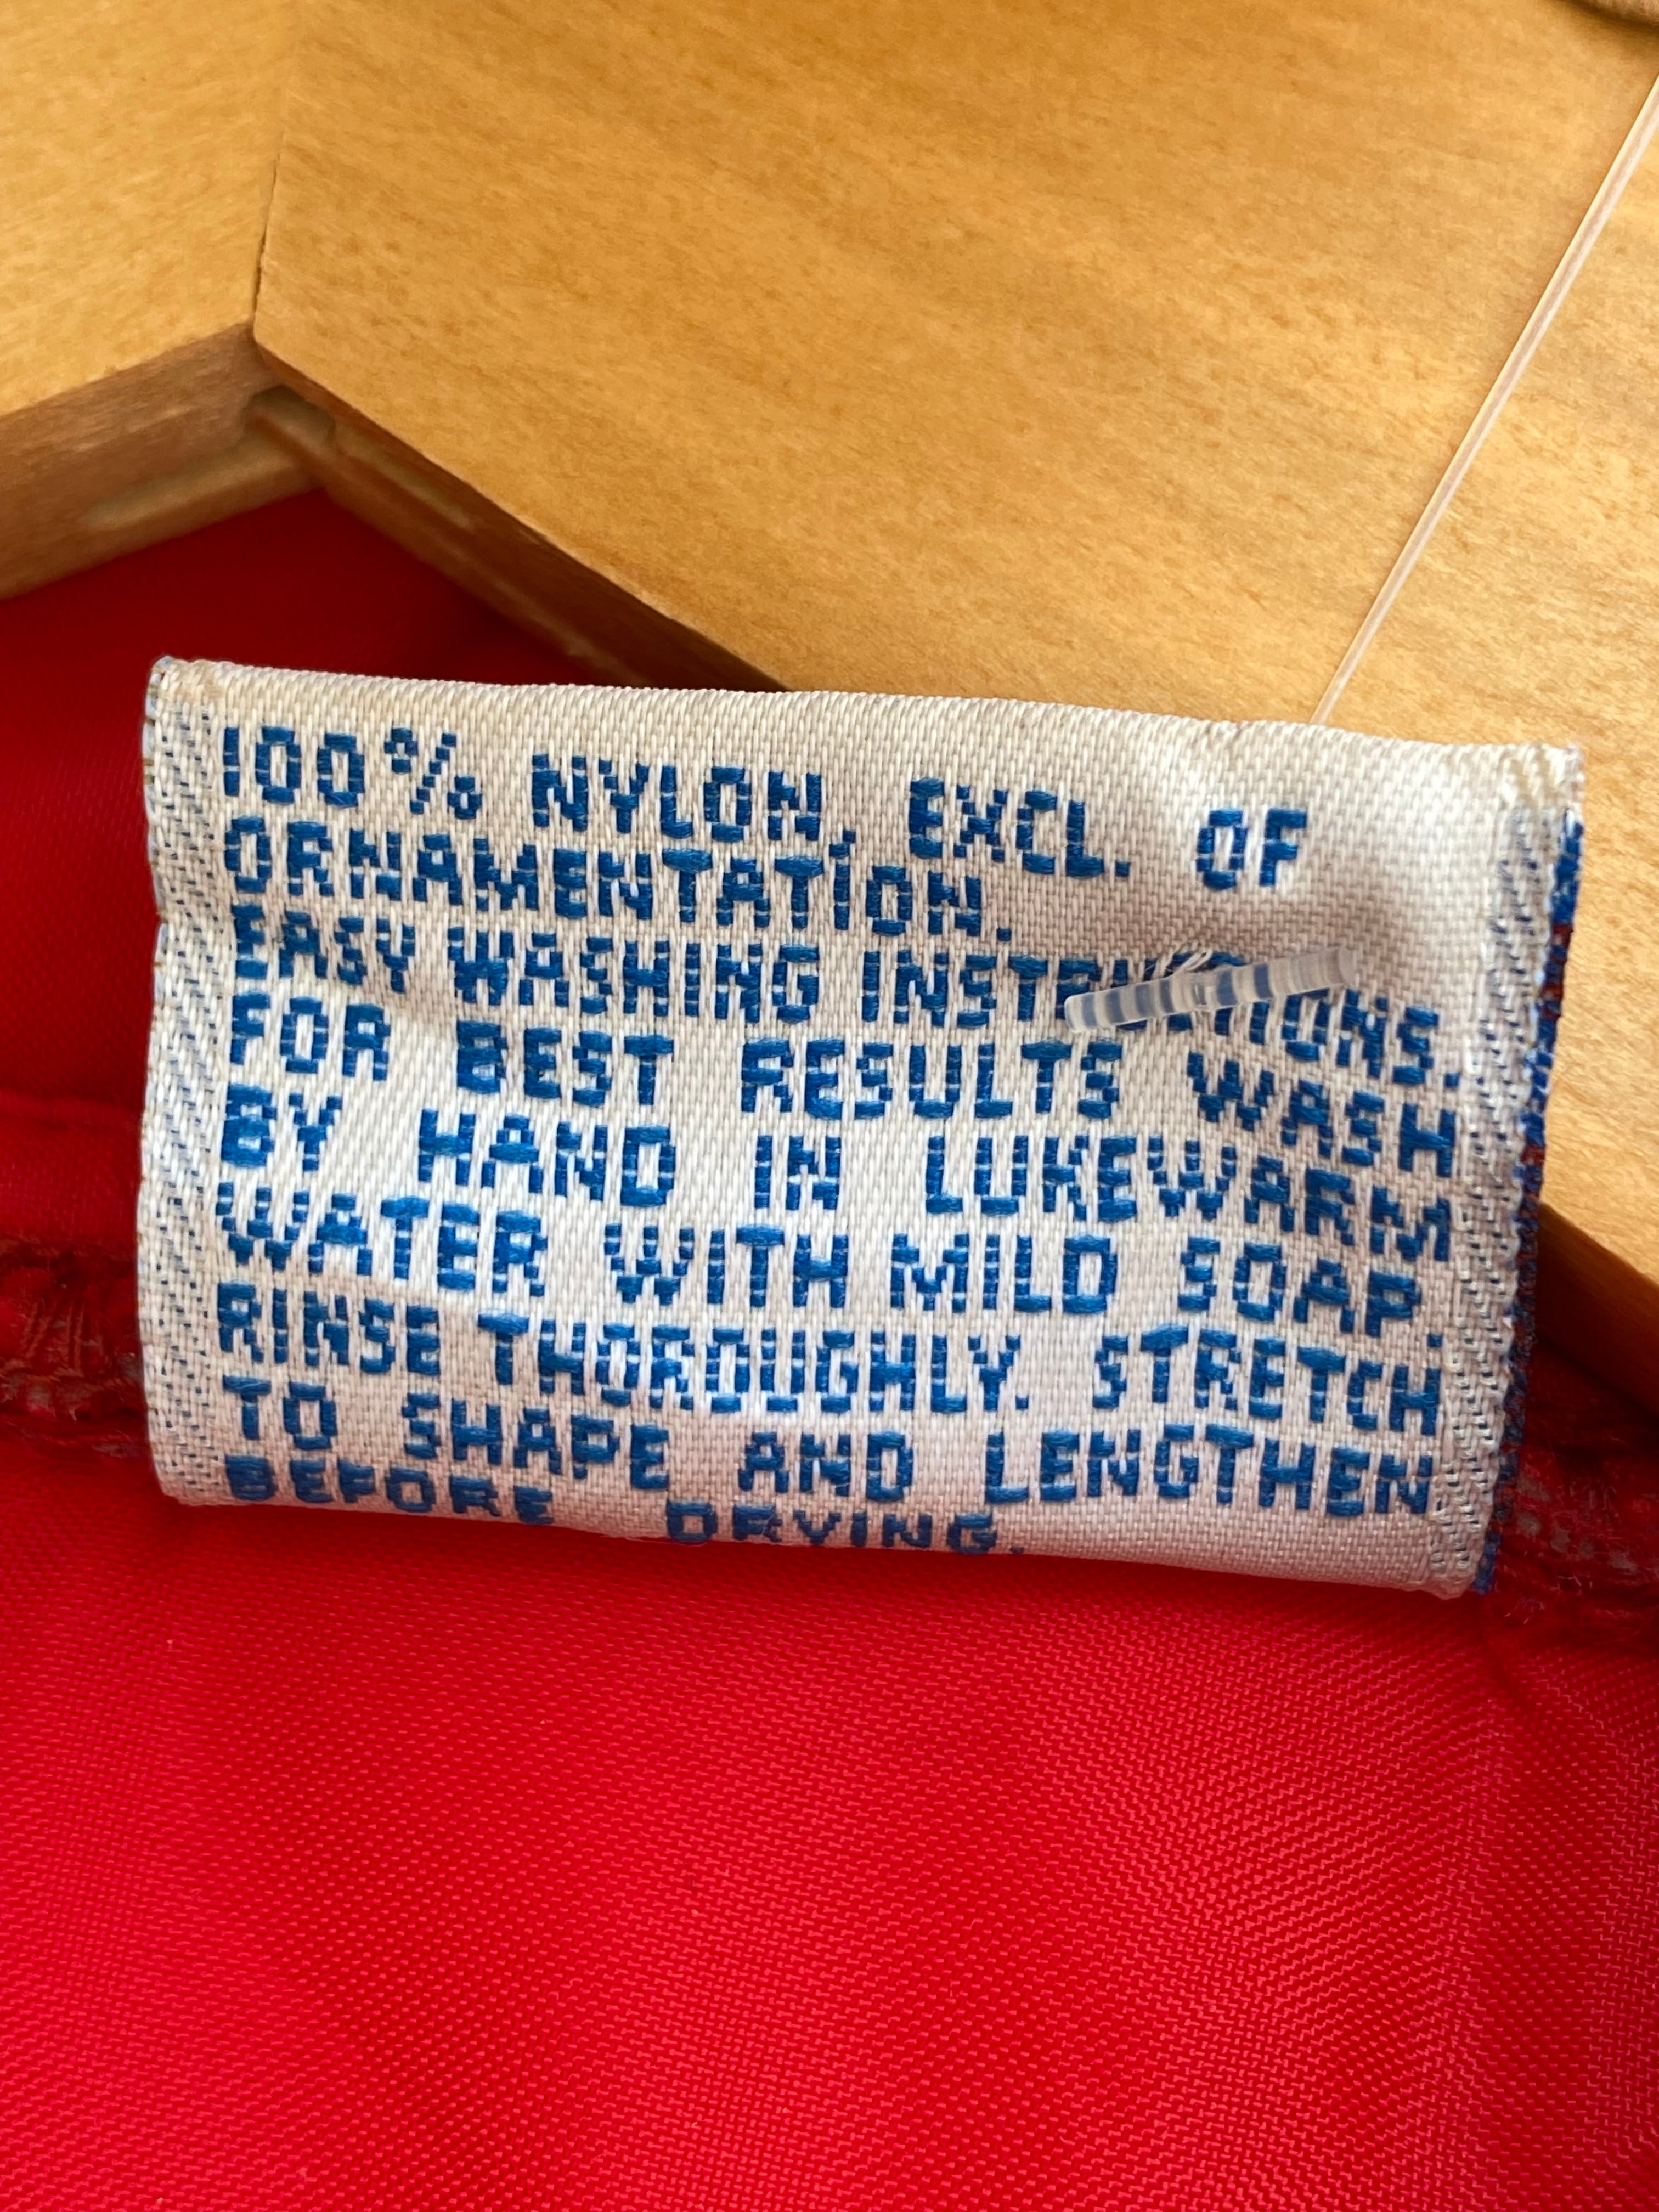 100% NYLON, EXCL. OF
ORNAMENTATION.
EASY WASHING INSTRUCTIONS.
FOR BEST RESULTS WASH
BY HAND IN LUKEWARM
WATER WITH MILD SOAP.
RINSE THOROUGHLY. STRETCH
TO SHAPE AND LENGTHEN
BEFORE DRYING.